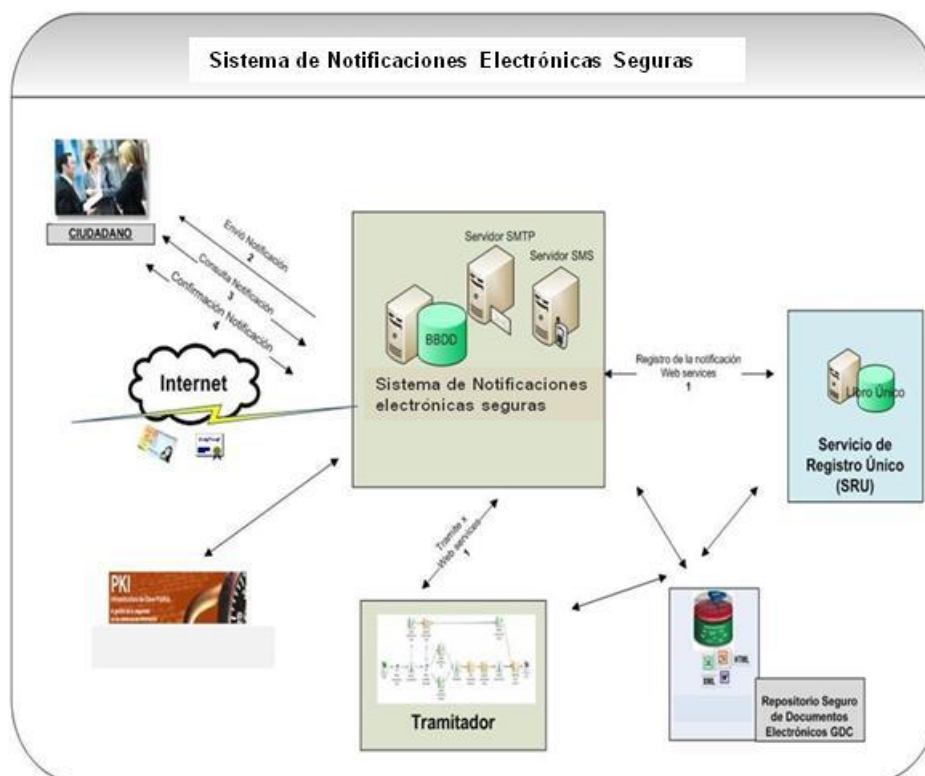 Sistema de Notificaciones Electrónicas Seguras
CIUDADANO
Envió Notificación
2
Consulta Notificación
3
Confirmación Notificación
4
Internet
Servidor SMTP
Servidor SMS
BBDD
Sistema de Notificaciones
electrónicas seguras
Registro de la notificación
Web services
1
Libro Único
Servicio de
Registro Único
(SRU)
Tramite x
Web services
1
PKI
Tramitador
HTML
XML
Repositorio Seguro
de Documentos
Electrónicos GDC